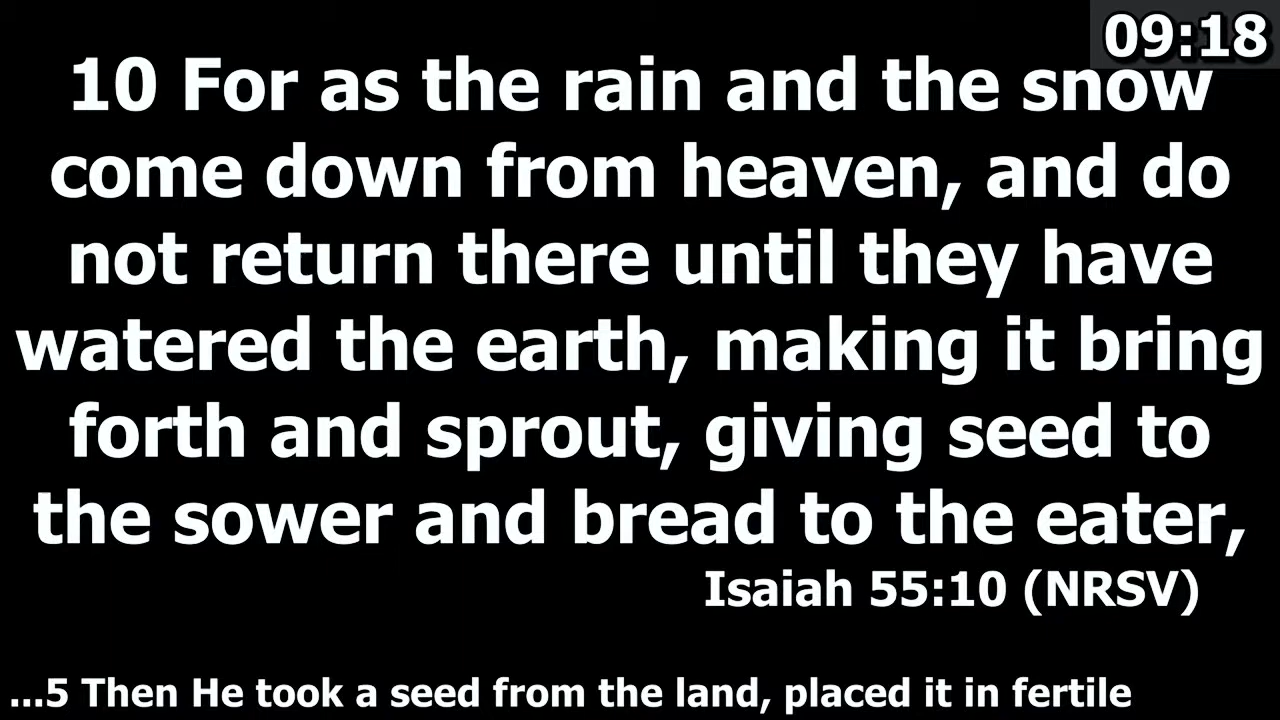 09:18
10 For as the rain and the snow
come down from heaven, and do
not return there until they have
watered the earth, making it bring
forth and sprout, giving seed to
the sower and bread to the eater,
Isaiah 55:10 (NRSV)
...5 Then He took a seed from the land, placed it in fertile